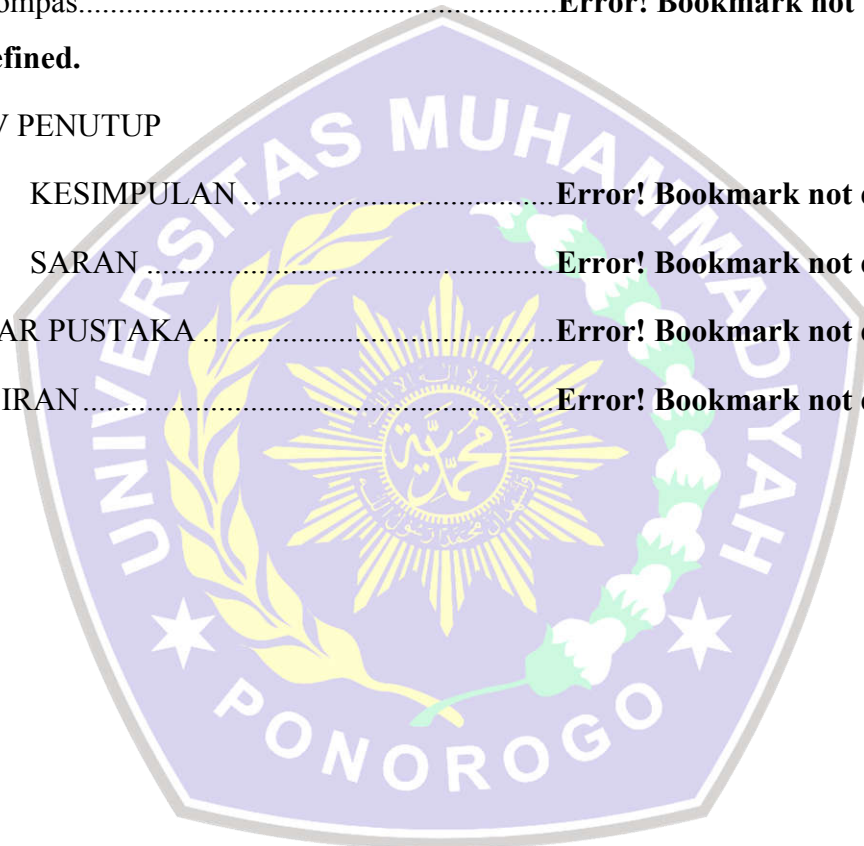 ompas..............................................................Error! Bookmark not
efined.
V PENUTUP
KESIMPULAN ....................................Error! Bookmark not
SARAN ................................................Error! Bookmark not
AR PUSTAKA .........................................Error! Bookmark not
IRAN.......................................................Error! Bookmark not
UNIVERSITAS MUHAMMADIYAH
PONOROGO
محمدية